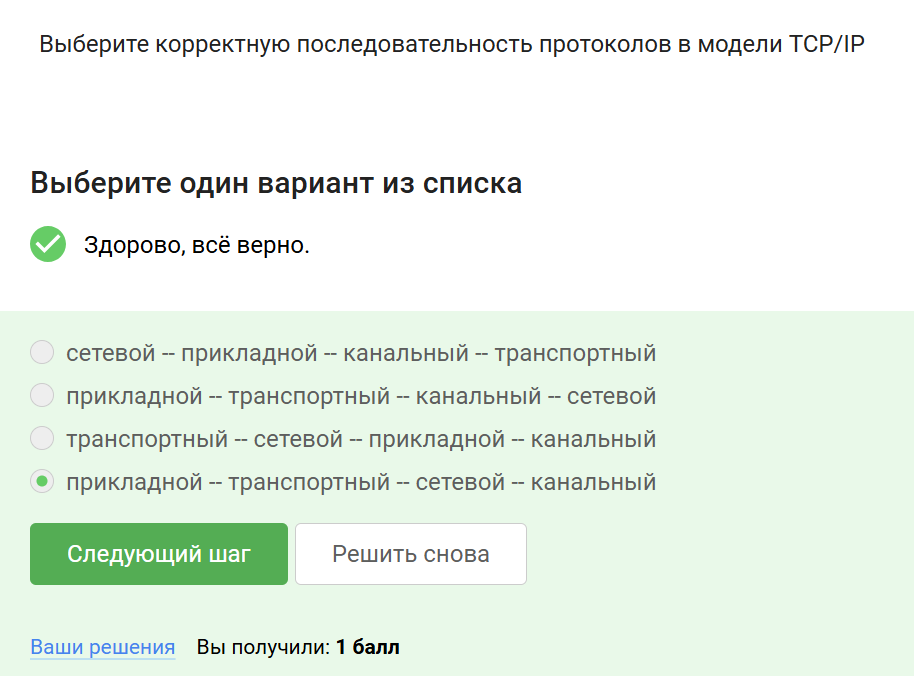 Выберите корректную последовательность протоколов в модели TCP/IP
Выберите один вариант из списка
Здорово, всё верно.
сетевой -- прикладной -- канальный -- транспортный
прикладной -- транспортный -- канальный -- сетевой
транспортный -- сетевой -- прикладной -- канальный
прикладной -- транспортный -- сетевой -- канальный
Следующий шаг Решить снова
Ваши решения Вы получили: 1 балл